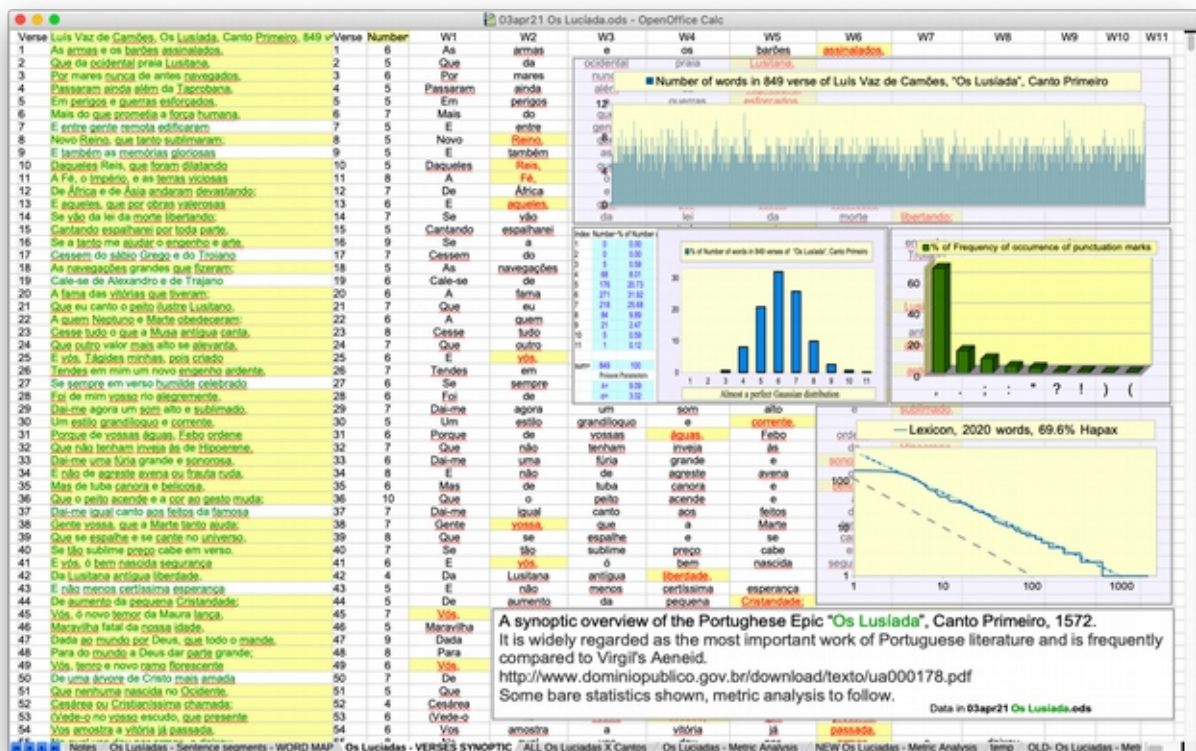 03apr21 Os Lucíada.ods - OpenOffice Calc
Verse Luís Vaz de Camões, Os Lusíada, Canto Primeiro, 849 v Verse Number W1 W2 W3 W4 W5 W6 W7 W8 W9 W10 W11
1 As armas e os barões assinalados, 1 6 As armas e os barões assinalados,
2 Que da ocidental praia Lusitana, 2 5 Que da ocidental praia Lusitana,
3 Por mares nunca de antes navegados, 3 6 Por mares
4 Passaram ainda além da Taprobana, 4 5 Passaram ainda
5 Em perigos e guerras esforçados, 5 5 Em perigos
6 Mais do que prometia a força humana, 6 7 Mais do
7 E entre gente remota edificaram 7 5 E entre
8 Novo Reino, que tanto sublimaram; 8 5 Novo Reino,
9 E também as memórias gloriosas 9 5 E também
10 Daqueles Reis, que foram dilatando 10 5 Daqueles Reis,
11 A Fé, o Império, e as terras viciosas 11 8 A Fé,
12 De África e de Ásia andaram devastando; 12 7 De África
13 E aqueles, que por obras valerosas 13 6 E aqueles,
14 Se vão da lei da morte libertando; 14 7 Se vão da lei da morte libertando;
15 Cantando espalharei por toda parte, 15 5 Cantando espalharei
16 Se a tanto me ajudar o engenho e arte. 16 9 Se a
17 Cessem do sábio Grego e do Troiano 17 7 Cessem do
18 As navegações grandes que fizeram; 18 5 As navegações
19 Cale-se de Alexandro e de Trajano 19 6 Cale-se de
20 A fama das vitórias que tiveram; 20 6 A fama
21 Que eu canto o peito ilustre Lusitano, 21 7 Que eu
22 A quem Neptuno e Marte obedeceram: 22 6 A quem
23 Cesse tudo o que a Musa antígua canta, 23 8 Cesse tudo
24 Que outro valor mais alto se alevanta. 24 7 Que outro
25 E vós, Tágides minhas, pois criado 25 6 E vós,
26 Tendes em mim um novo engenho ardente, 26 7 Tendes em
27 Se sempre em verso humilde celebrado 27 6 Se sempre
28 Foi de mim vosso rio alegremente, 28 6 Foi de
29 Dai-me agora um som alto e sublimado, 29 7 Dai-me agora um som alto e sublimado,
30 Um estilo grandíloquo e corrente, 30 5 Um estilo grandíloquo e corrente,
31 Porque de vossas águas, Febo ordene 31 6 Porque de vossas águas, Febo
32 Que não tenham inveja às de Hipoerene. 32 7 Que não tenham inveja às
33 Dai-me uma fúria grande e sonorosa, 33 6 Dai-me uma fúria grande e
34 E não de agreste avena ou frauta ruda, 34 8 E não de agreste avena
35 Mas de tuba canora e belicosa, 35 6 Mas de tuba canora e
36 Que o peito acende e a cor ao gesto muda; 36 10 Que o peito acende e
37 Dai-me igual canto aos feitos da famosa 37 7 Dai-me igual canto aos feitos
38 Gente vossa, que a Marte tanto ajuda; 38 7 Gente vossa, que a Marte
39 Que se espalhe e se cante no universo, 39 8 Que se espalhe e se
40 Se tão sublime preço cabe em verso. 40 7 Se tão sublime preço cabe
41 E vós, ó bem nascida segurança 41 6 E vós, ó bem nascida
42 Da Lusitana antígua liberdade, 42 4 Da Lusitana antígua liberdade,
43 E não menos certíssima esperança 43 5 E não menos certíssima esperança
44 De aumento da pequena Cristandade; 44 5 De aumento da pequena Cristandade;
45 Vós, ó novo temor da Maura lança, 45 7 Vós,
46 Maravilha fatal da nossa idade, 46 5 Maravilha
47 Dada ao mundo por Deus, que todo o mande, 47 9 Dada
48 Para do mundo a Deus dar parte grande; 48 8 Para
49 Vós, tenro e novo ramo florescente 49 6 Vós,
50 De uma árvore de Cristo mais amada 50 7 De
51 Que nenhuma nascida no Ocidente, 51 5 Que
52 Cesárea ou Cristianíssima chamada; 52 4 Cesárea
53 (Vede-o no vosso escudo, que presente 53 6 (Vede-o
54 Vos amostra a vitória já passada, 54 6 Vos amostra a vitória já passada,
Number of words in 849 verse of Luís Vaz de Camões, "Os Lusíada", Canto Primeiro
% of Number of words in 849 verses of "Os Lusíada", Canto Primeiro
30
20
10
0
1 2 3 4 5 6 7 8 9 10 11
Almost a perfect Gaussian distribution
% of Frequency of occurrence of punctuation marks
60
40
20
0
, . ; : " ? ! ) (
Lexicon, 2020 words, 69.6% Hapax
100
10
1
1 10 100 1000
A synoptic overview of the Portughese Epic "Os Lusíada", Canto Primeiro, 1572.
It is widely regarded as the most important work of Portuguese literature and is frequently
compared to Virgil's Aeneid.
http://www.dominiopublico.gov.br/download/texto/ua000178.pdf
Some bare statistics shown, metric analysis to follow.
Data in 03apr21 Os Lusíada.ods
Notes Os Luciadas - Sentence segments - WORD MAP Os Luciadas - VERSES SYNOPTIC ALL Os Luciadas X Cantos Os Luciadas - Metric Analysis NEW Os Luciadas - Metric Analysis temp